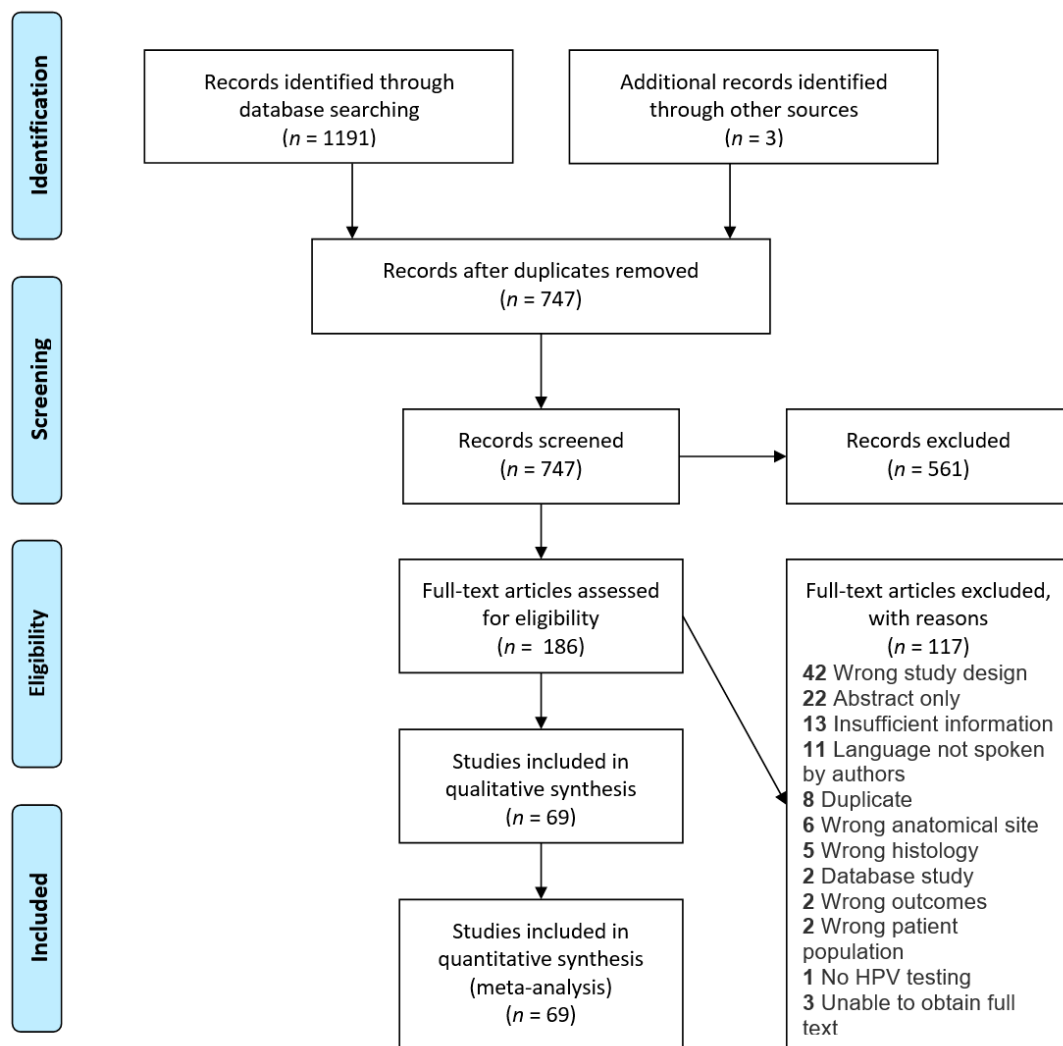 Identification
Records identified through
database searching
(n = 1191)
Additional records identified
through other sources
(n = 3)
Records after duplicates removed
(n = 747)
Screening
Records screened
(n = 747)
Records excluded
(n = 561)
Eligibility
Full-text articles assessed
for eligibility
(n = 186)
Full-text articles excluded,
with reasons
(n = 117)
42 Wrong study design
22 Abstract only
13 Insufficient information
11 Language not spoken
by authors
8 Duplicate
6 Wrong anatomical site
5 Wrong histology
2 Database study
2 Wrong outcomes
2 Wrong patient
population
1 No HPV testing
3 Unable to obtain full
text
Studies included in
qualitative synthesis
(n = 69)
Included
Studies included in
quantitative synthesis
(meta-analysis)
(n = 69)